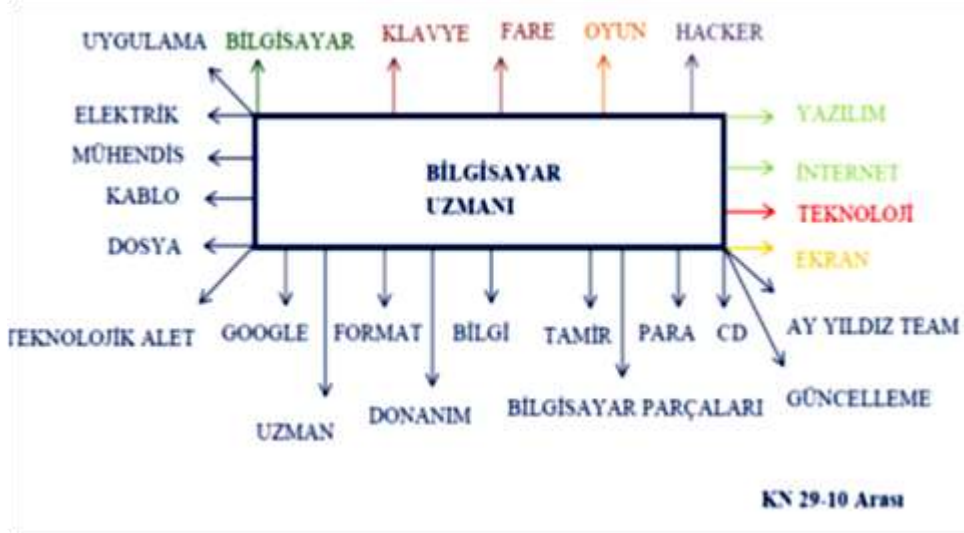 UYGULAMA BİLGİSAYAR KLAVYE FARE OYUN HACKER
ELEKTRİK
YAZILIM
MÜHENDİS
İNTERNET
BİLGİSAYAR
UZMANI
KABLO
TEKNOLOJİ
DOSYA
EKRAN
TEKNOLOJİK ALET GOOGLE FORMAT BİLGİ TAMİR PARA CD AY YILDIZ TEAM
UZMAN DONANIM BİLGİSAYAR PARÇALARI GÜNCELLEME
KN 29-10 Arası